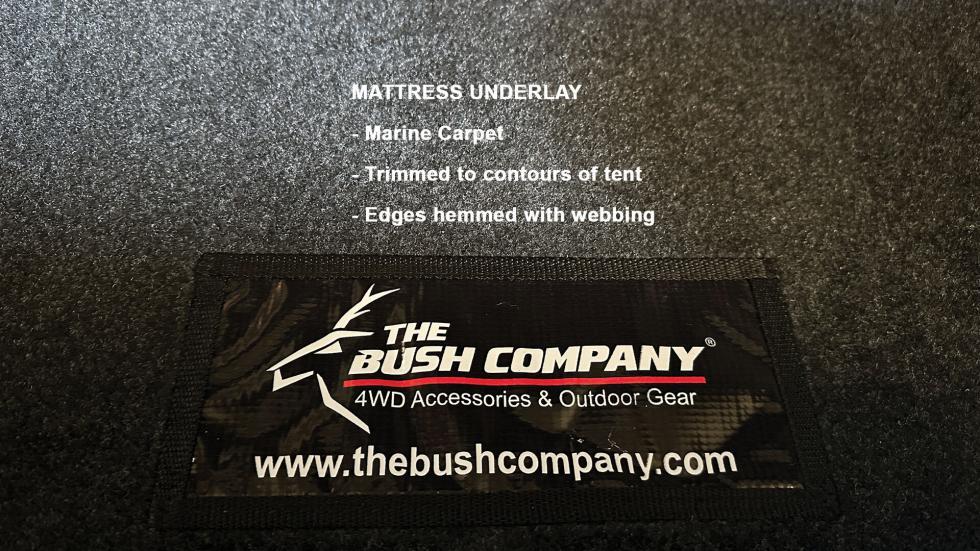 MATTRESS UNDERLAY
- Marine Carpet
- Trimmed to contours of tent
- Edges hemmed with webbing
THE
BUSH COMPANY®
4WD Accessories & Outdoor Gear
www.thebushcompany.com